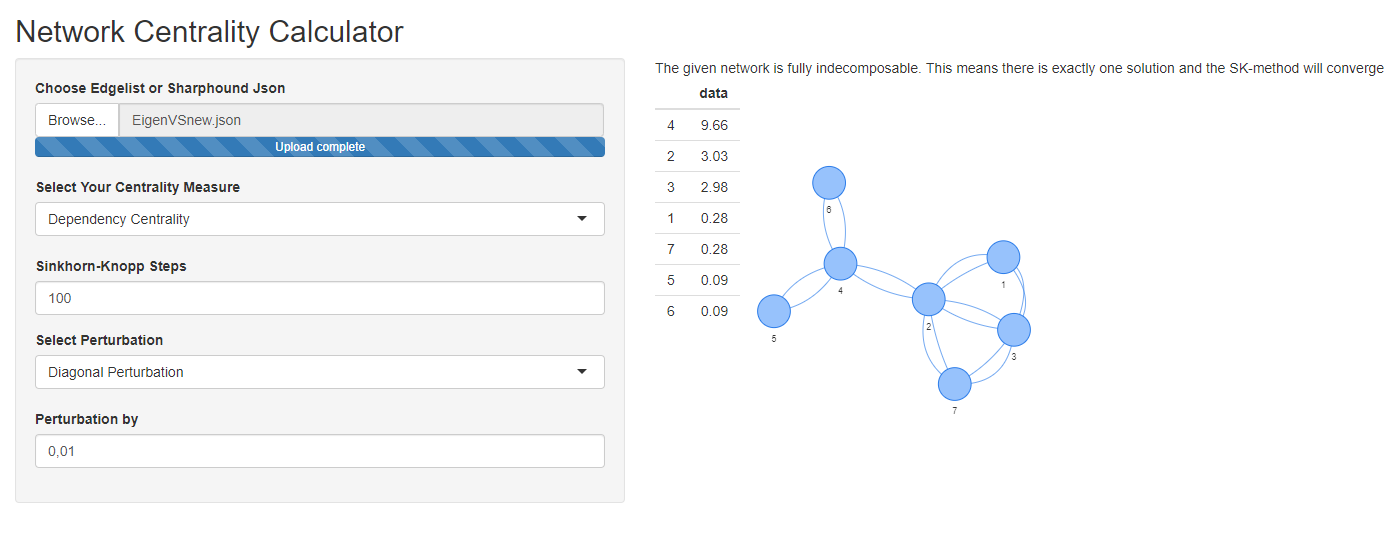 Network Centrality Calculator
Choose Edgelist or Sharphound Json
Browse... EigenVSnew.json
Upload complete
Select Your Centrality Measure
Dependency Centrality
Sinkhorn-Knopp Steps
100
Select Perturbation
Diagonal Perturbation
Perturbation by
0,01
The given network is fully indecomposable. This means there is exactly one solution and the SK-method will converge
data
4 9.66
2 3.03
3 2.98
1 0.28
7 0.28
5 0.09
6 0.09
6
4
1
2
5
3
7